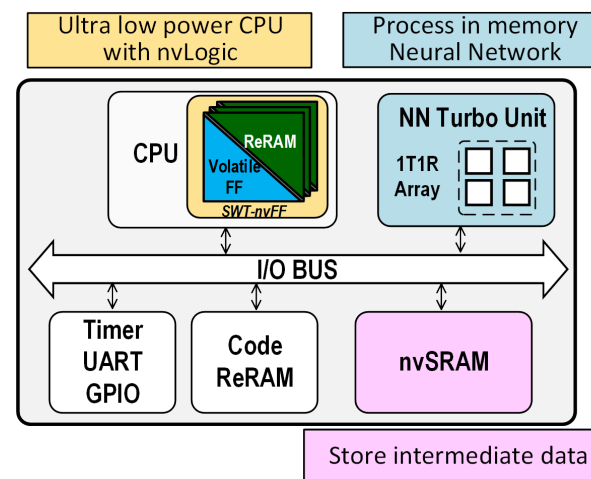 Ultra low power CPU
with nvLogic
Process in memory
Neural Network
CPU
ReRAM
Volatile
FF
SWT-nvFF
NN Turbo Unit
1T1R
Array
I/O BUS
Timer
UART
GPIO
Code
ReRAM
nvSRAM
Store intermediate data